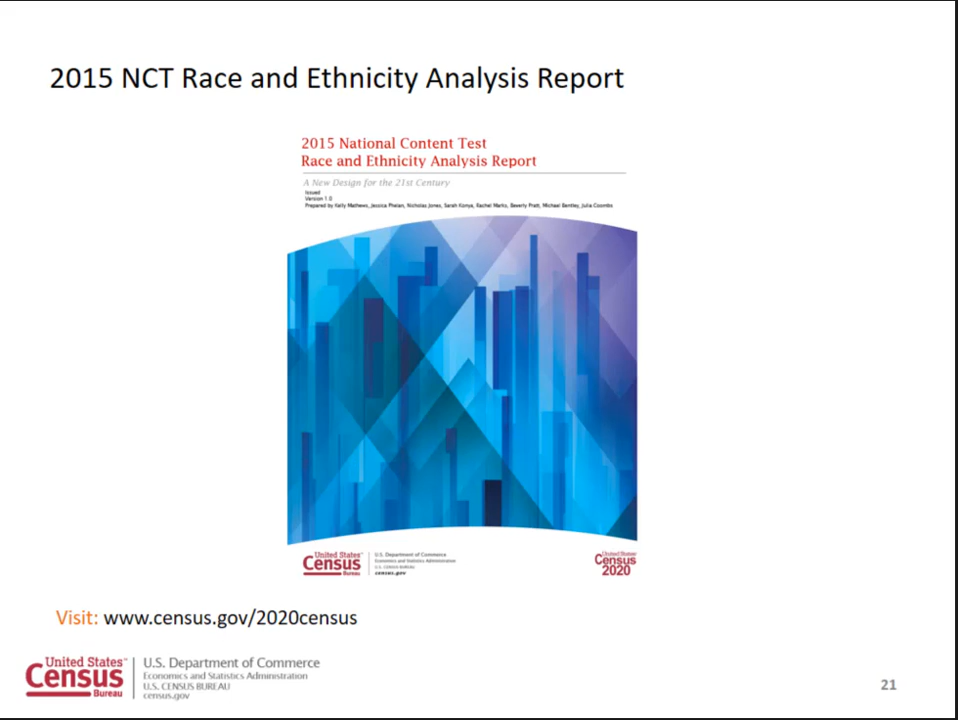 2015 NCT Race and Ethnicity Analysis Report
2015 National Content Test
Race and Ethnicity Analysis Report
A New Design for the 21st Century
Issued
Version 1.0
Prepared by Kelly Mathews, Jessica Phelan, Nicholas Jones, Sarah Konya, Rachel Marks, Beverly Pratt, Michael Bentley, Julia Coombs
United States™
Census
Bureau
U.S. Department of Commerce
Economics and Statistics Administration
U.S. CENSUS BUREAU
census.gov
United States
Census
2020
Visit: www.census.gov/2020census
United States™
Census
Bureau
U.S. Department of Commerce
Economics and Statistics Administration
U.S. CENSUS BUREAU
census.gov
21